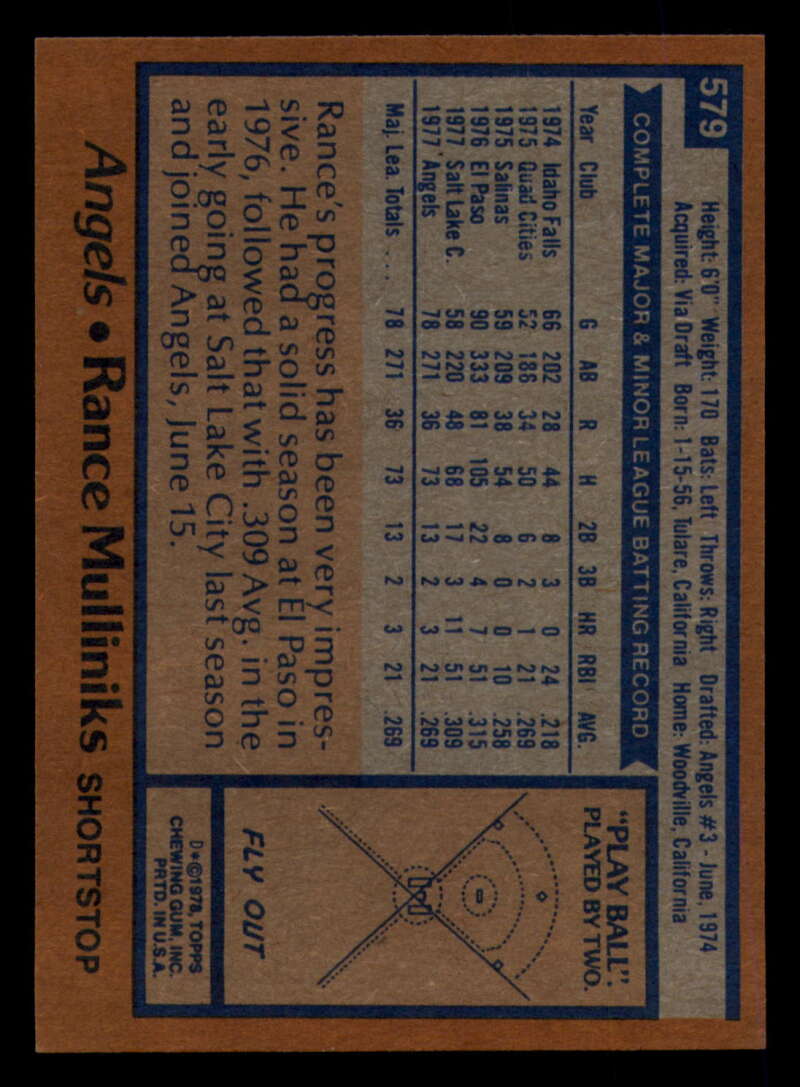 579
Height: 6'0" Weight: 170 Bats: Left Throws: Right Drafted: Angels #3 - June, 1974
Acquired: Via Draft Born: 1-15-56, Tulare, California Home: Woodville, California
COMPLETE MAJOR & MINOR LEAGUE BATTING RECORD
Year Club G AB R H 2B 3B HR RBI AVG.
1974 Idaho Falls 66 202 28 44 8 3 0 24 .218
1975 Quad Cities 52 186 34 50 6 2 1 21 .269
1975 Salinas 59 209 38 54 8 0 0 10 .258
1976 El Paso 90 333 81 105 22 4 7 51 .315
1977 Salt Lake C. 58 220 48 68 17 3 11 51 .309
1977 Angels 78 271 36 73 13 2 3 21 .269
Maj. Lea. Totals .... 78 271 36 73 13 2 3 21 .269
Rance's progress has been very impres-
sive. He had a solid season at El Paso in
1976, followed that with .309 Avg. in the
early going at Salt Lake City last season
and joined Angels, June 15.
"PLAY BALL":
PLAYED BY TWO.
FLY OUT
D*©1978, TOPPS
CHEWING GUM, INC.
PRTD. IN U.S.A.
Angels • Rance Mulliniks SHORTSTOP